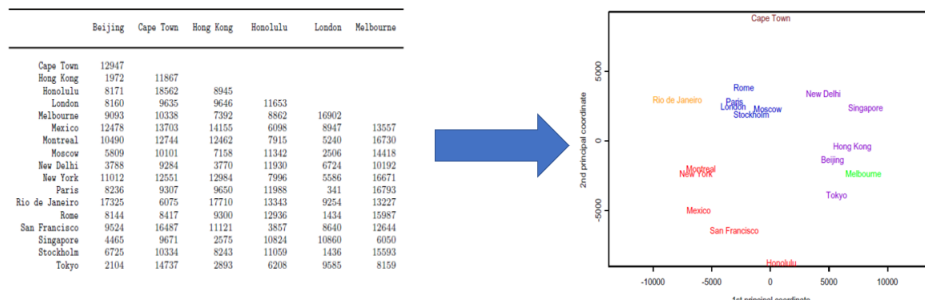 Beijing Cape Town Hong Kong Honolulu London Melbourne
Cape Town 12947
Hong Kong 1972 11867
Honolulu 8171 18562 8945
London 8160 9635 9646 11653
Melbourne 9093 10338 7392 8862 16902
Mexico 12478 13703 14155 6098 8947 13557
Montreal 10490 12744 12462 7915 5240 16730
Moscow 5809 10101 7158 11342 2506 14418
New Delhi 3788 9284 3770 11930 6724 10192
New York 11012 12551 12984 7996 5586 16671
Paris 8236 9307 9650 11988 341 16793
Rio de Janeiro 17325 6075 17710 13343 9254 13227
Rome 8144 8417 9300 12936 1434 15987
San Francisco 9524 16487 11121 3857 8640 12644
Singapore 4465 9671 2575 10824 10860 6050
Stockholm 6725 10334 8243 11059 1436 15593
Tokyo 2104 14737 2893 6208 9585 8159
2nd principal coordinate
5000
0
-5000
Cape Town
Rome
New Delhi
Rio de Janeiro
Paris
London
Moscow
Singapore
Stockholm
Hong Kong
Beijing
Montreal
New York
Melbourne
Tokyo
Mexico
San Francisco
Honolulu
-10000 -5000 0 5000 10000
1st principal coordinate